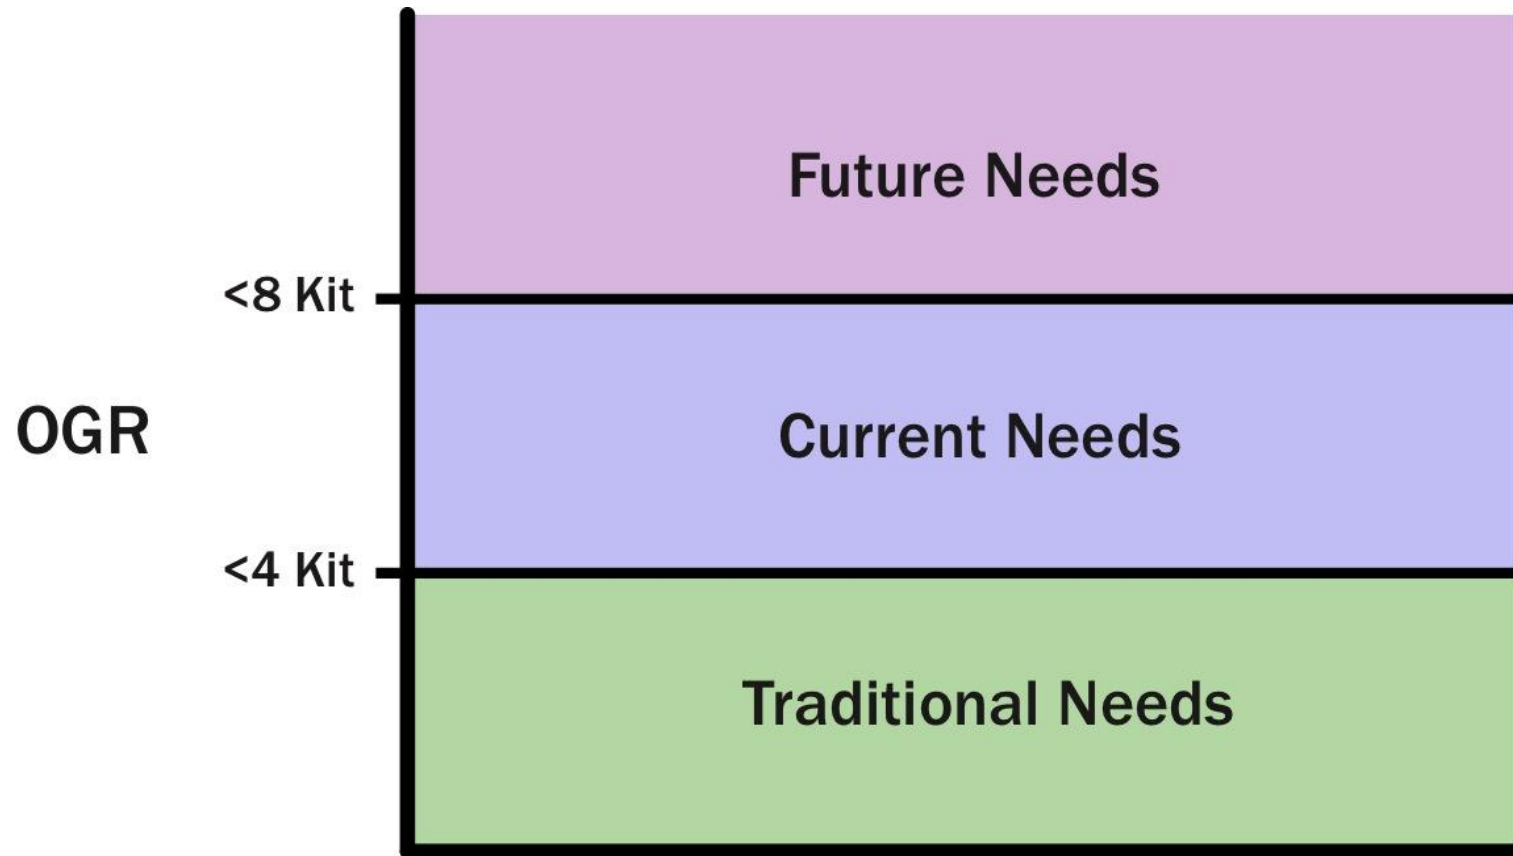 Future Needs
<8 Kit
OGR
Current Needs
<4 Kit
Traditional Needs